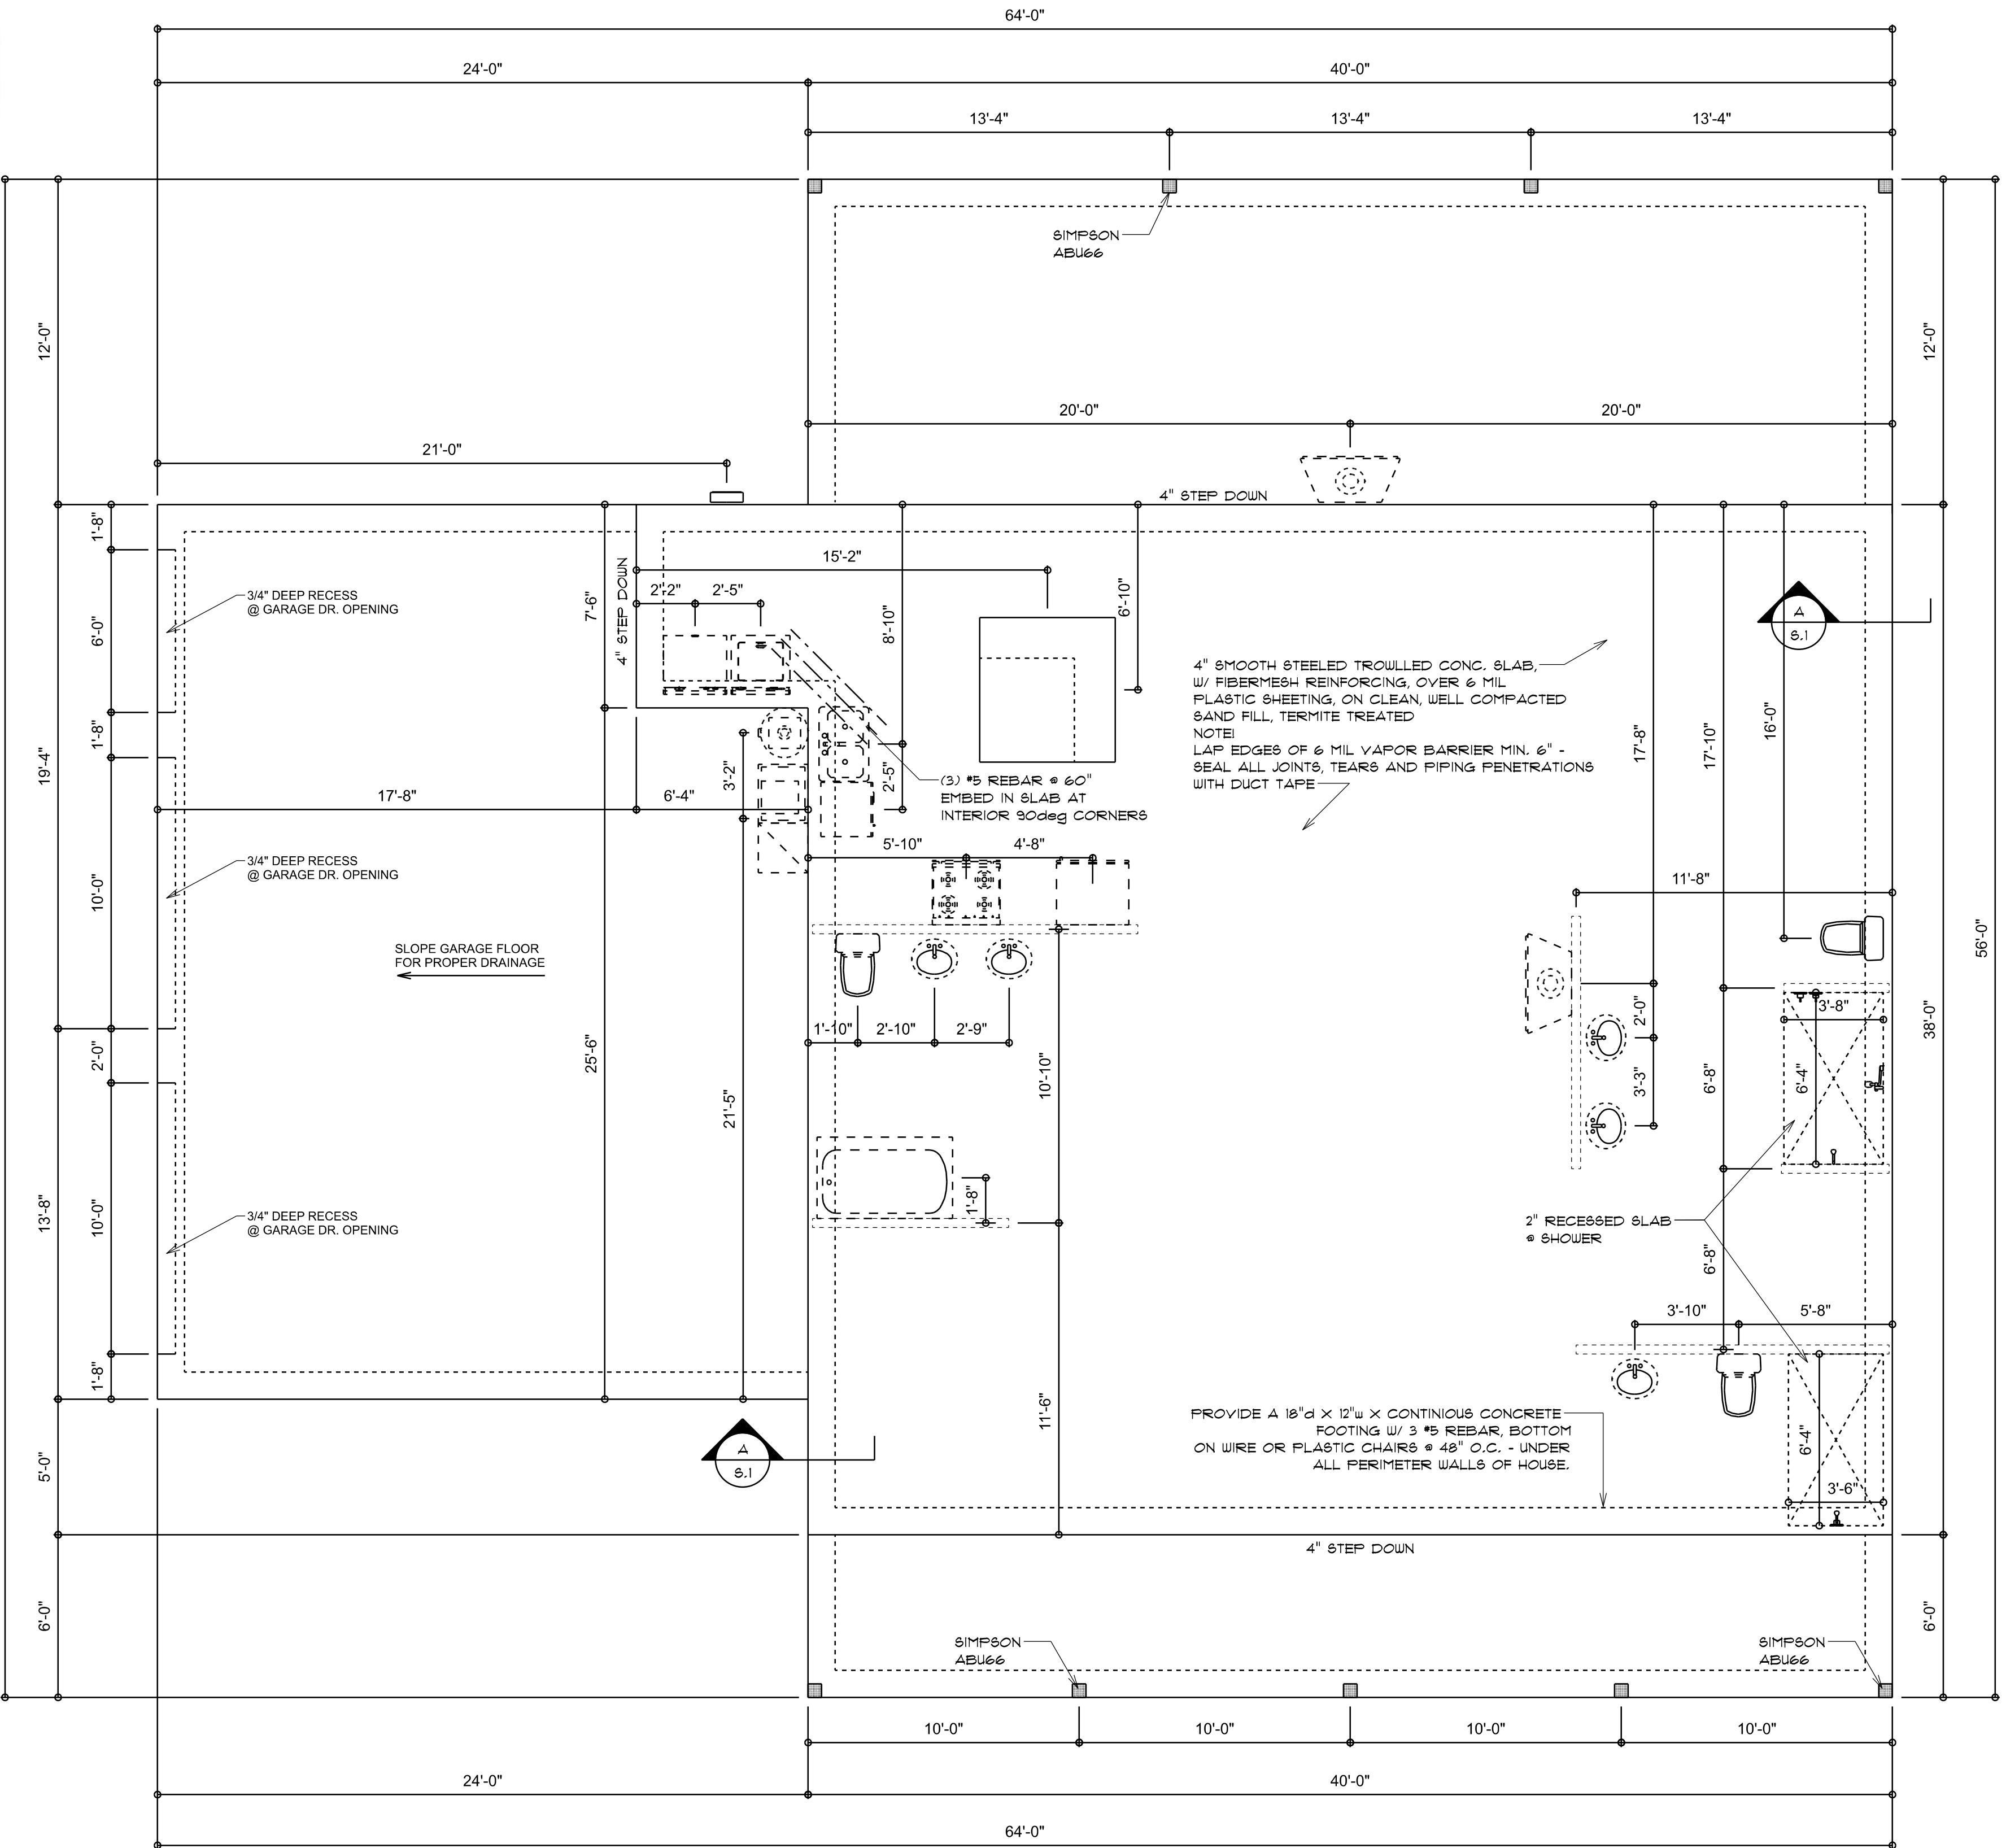 64'-0"
24'-0"
40'-0"
13'-4"
13'-4"
13'-4"
SIMPSON
ABU66
12'-0"
12'-0"
20'-0"
20'-0"
21'-0"
4" STEP DOWN
1'-8"
15'-2"
2'-2"
2'-5"
7'-6"
4" STEP DOWN
8'-10"
6'-10"
3/4" DEEP RECESS
@ GARAGE DR. OPENING
6'-0"
A
S.1
4" SMOOTH STEELED TROWLLED CONC. SLAB,
W/ FIBERMESH REINFORCING, OVER 6 MIL
PLASTIC SHEETING, ON CLEAN, WELL COMPACTED
SAND FILL, TERMITE TREATED
NOTE!
LAP EDGES OF 6 MIL VAPOR BARRIER MIN. 6" -
SEAL ALL JOINTS, TEARS AND PIPING PENETRATIONS
WITH DUCT TAPE
17'-8"
17'-10"
16'-0"
1'-8"
19'-4"
3'-2"
2'-5"
(3) #5 REBAR @ 60"
EMBED IN SLAB AT
INTERIOR 90deg CORNERS
17'-8"
6'-4"
5'-10"
4'-8"
3/4" DEEP RECESS
@ GARAGE DR. OPENING
10'-0"
11'-8"
SLOPE GARAGE FLOOR
FOR PROPER DRAINAGE
56'-0"
1'-10"
2'-10"
2'-9"
2'-0"
3'-8"
38'-0"
2'-0"
25'-6"
21'-5"
10'-10"
3'-3"
6'-8"
6'-4"
1'-8"
13'-8"
10'-0"
3/4" DEEP RECESS
@ GARAGE DR. OPENING
2" RECESSED SLAB
@ SHOWER
6'-8"
3'-10"
5'-8"
1'-8"
11'-6"
PROVIDE A 18"d X 12"w X CONTINIOUS CONCRETE
FOOTING W/ 3 #5 REBAR, BOTTOM
ON WIRE OR PLASTIC CHAIRS @ 48" O.C. - UNDER
ALL PERIMETER WALLS OF HOUSE.
6'-4"
3'-6"
A
S.1
5'-0"
4" STEP DOWN
6'-0"
6'-0"
SIMPSON
ABU66
SIMPSON
ABU66
10'-0"
10'-0"
10'-0"
10'-0"
24'-0"
40'-0"
64'-0"